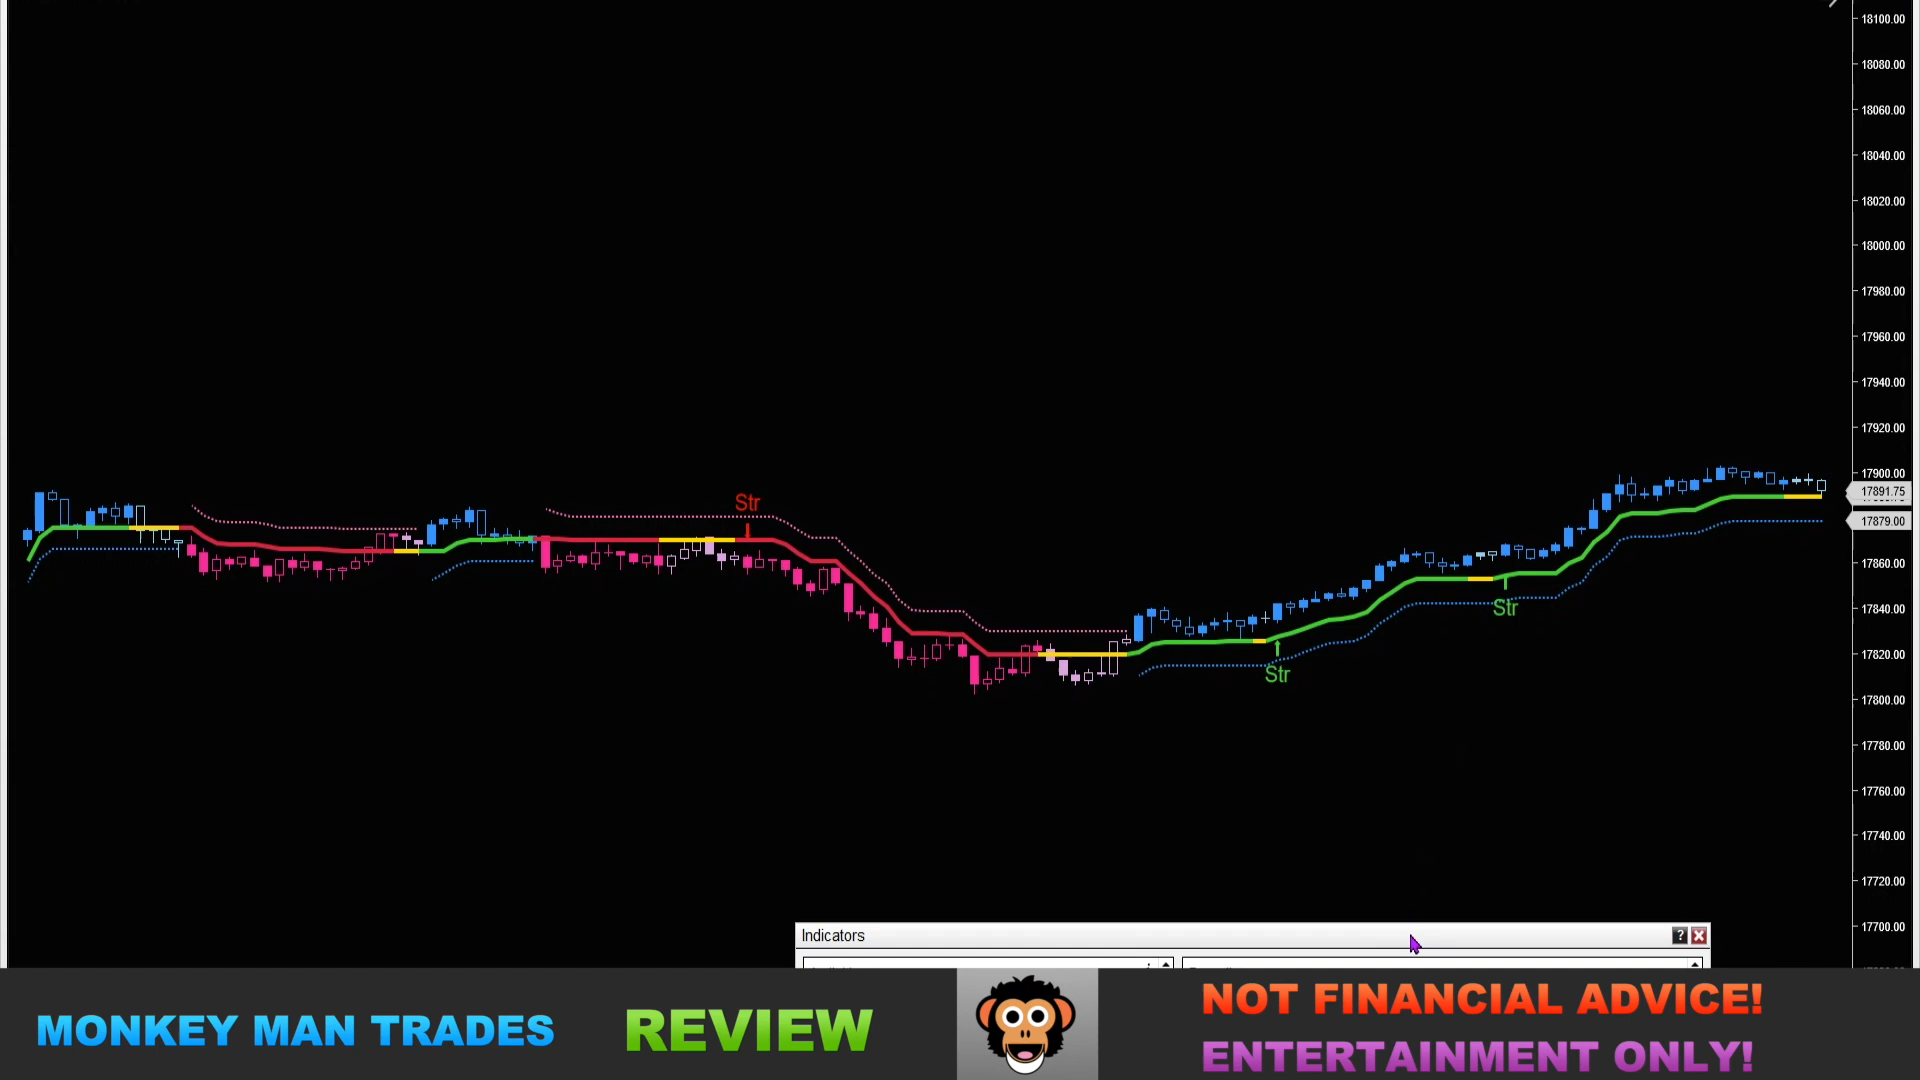 18100.00
18080.00
18060.00
18040.00
18020.00
18000.00
17980.00
17960.00
17940.00
17920.00
17900.00
17891.75
17879.00
17860.00
17840.00
17820.00
17800.00
17780.00
17760.00
17740.00
17720.00
17700.00
Str
Str
Str
Indicators
?
MONKEY MAN TRADES
REVIEW
NOT FINANCIAL ADVICE!
ENTERTAINMENT ONLY!